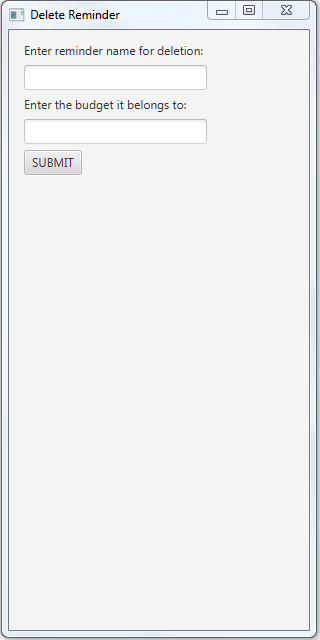 Delete Reminder
Enter reminder name for deletion:
Enter the budget it belongs to:
SUBMIT